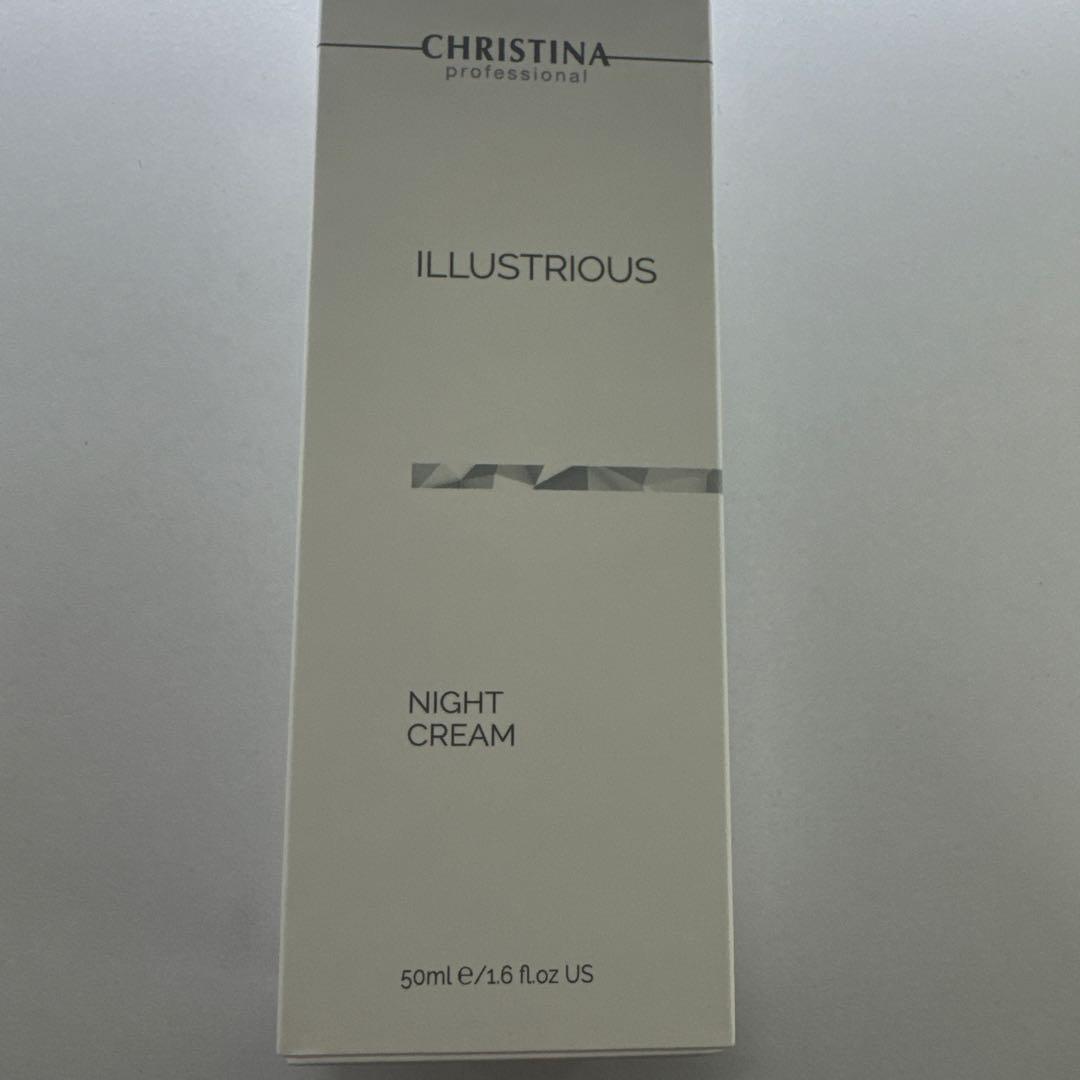 CHRISTINA
professional
ILLUSTRIOUS
NIGHT
CREAM
50ml ℮/1.6 fl.oz US